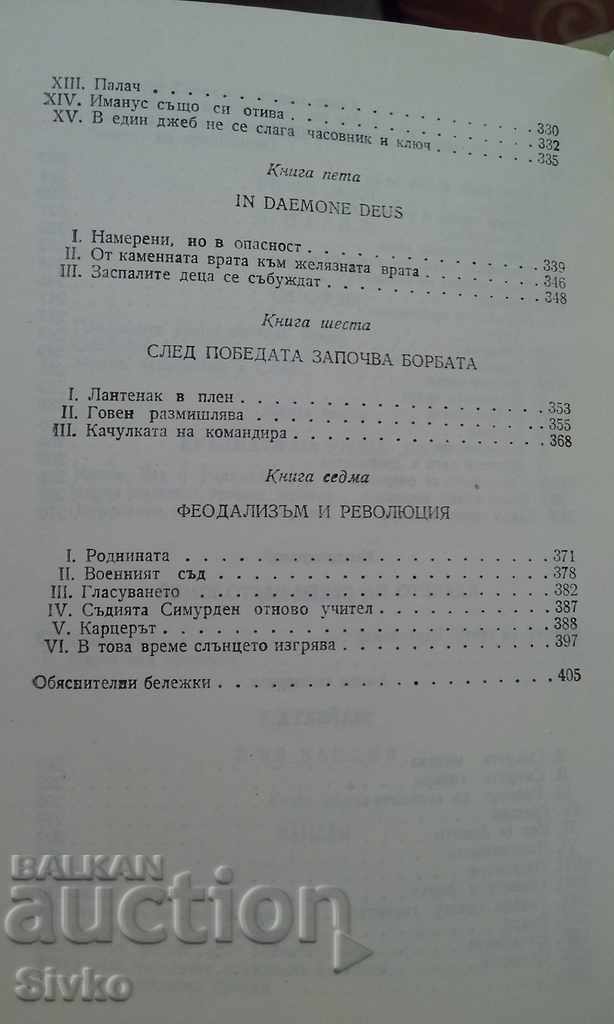 XIII. Палач . . . . . . . . . . . . . . . . . . . . 330
XIV. Иманус също си отива . . . . . . . . . . . . . 332
XV. В един джеб не се слага часовник и ключ . . . . . 335
Книга пета
IN DAEMONE DEUS
I. Намерени, но в опасност . . . . . . . . . . . . 339
II. От каменната врата към желязната врата . . . . . . 346
III. Заспалите деца се събуждат . . . . . . . . . . . 348
Книга шеста
СЛЕД ПОБЕДАТА ЗАПОЧВА БОРБАТА
I. Лантенак в плен . . . . . . . . . . . . . . . . 353
II. Говен размишлява . . . . . . . . . . . . . . . 355
III. Качулката на командира . . . . . . . . . . . . . 368
Книга седма
ФЕОДАЛИЗЪМ И РЕВОЛЮЦИЯ
I. Роднината . . . . . . . . . . . . . . . . . . . 371
II. Военният съд . . . . . . . . . . . . . . . . . . 378
III. Гласуването . . . . . . . . . . . . . . . . . . 382
IV. Съдията Симурден отново учител . . . . . . . . . 387
V. Карцерът . . . . . . . . . . . . . . . . . . . 388
VI. В това време слънцето изгрява . . . . . . . . . . 397
Обяснителни бележки . . . . . . . . . . . . . . . . . 405
BALKAN
auction
Sivko